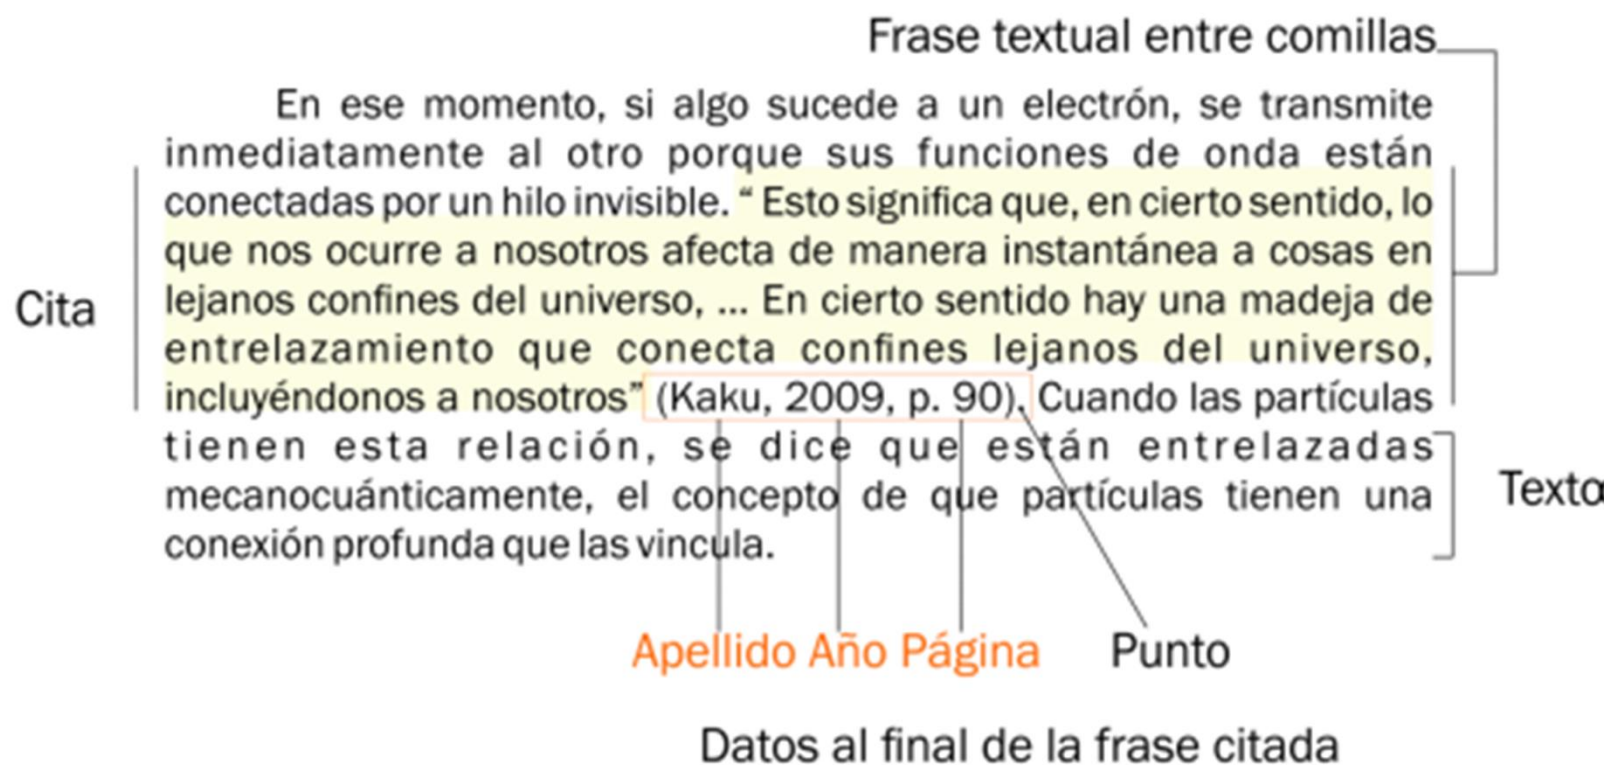 Frase textual entre comillas
En ese momento, si algo sucede a un electrón, se transmite
inmediatamente al otro porque sus funciones de onda están
conectadas por un hilo invisible. “ Esto significa que, en cierto sentido, lo
que nos ocurre a nosotros afecta de manera instantánea a cosas en
lejanos confines del universo, ... En cierto sentido hay una madeja de
entrelazamiento que conecta confines lejanos del universo,
incluyéndonos a nosotros” (Kaku, 2009, p. 90). Cuando las partículas
tienen esta relación, se dice que están entrelazadas
mecanocuánticamente, el concepto de que partículas tienen una
conexión profunda que las vincula.
Cita
Texto
Apellido Año Página Punto
Datos al final de la frase citada